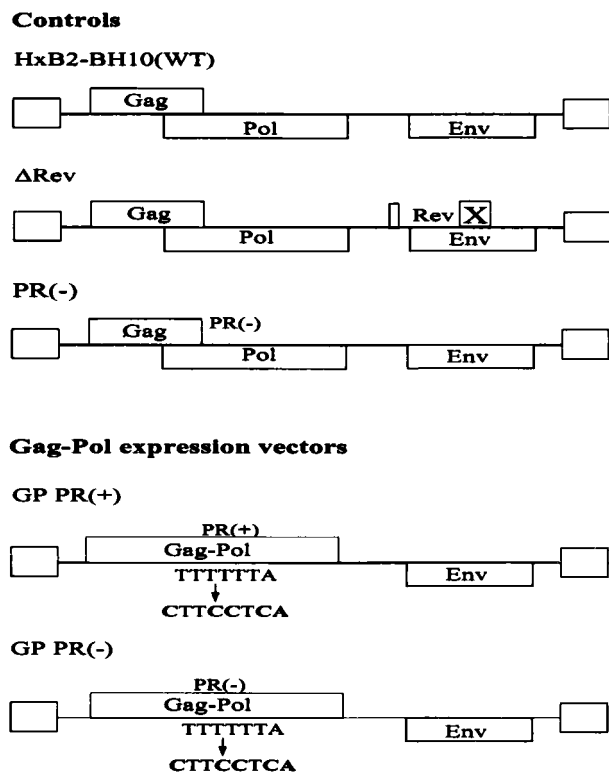 Controls
HxB2-BH10(WT)
Gag
Pol
Env
ΔRev
Gag
Pol
Rev X
Env
PR(-)
Gag
PR(-)
Pol
Env
Gag-Pol expression vectors
GP PR(+)
PR(+)
Gag-Pol
TTTTTTA
CTTCCTCA
Env
GP PR(-)
PR(-)
Gag-Pol
TTTTTTA
CTTCCTCA
Env